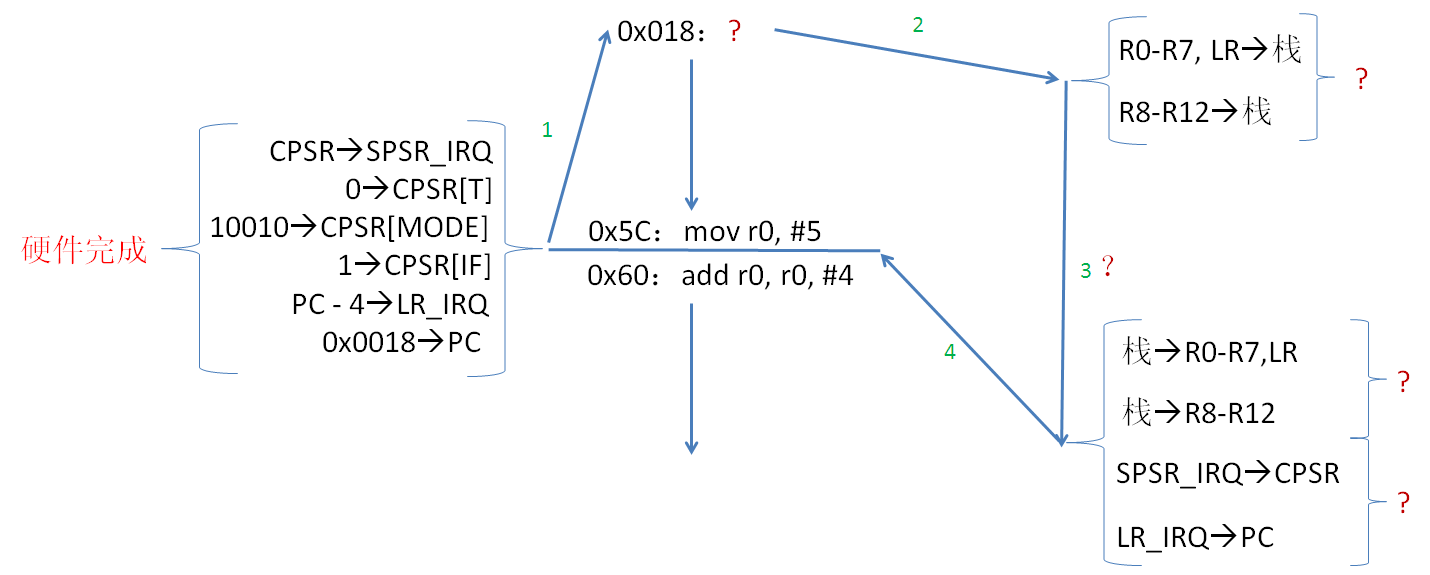 硬件完成
CPSR→SPSR_IRQ
0→CPSR[T]
10010→CPSR[MODE]
1→CPSR[IF]
PC - 4→LR_IRQ
0x0018→PC
1
0x018：?
2
0x5C：mov r0, #5
0x60：add r0, r0, #4
R0-R7, LR→栈
R8-R12→栈
?
3 ?
4
栈→R0-R7,LR
栈→R8-R12
?
SPSR_IRQ→CPSR
LR_IRQ→PC
?